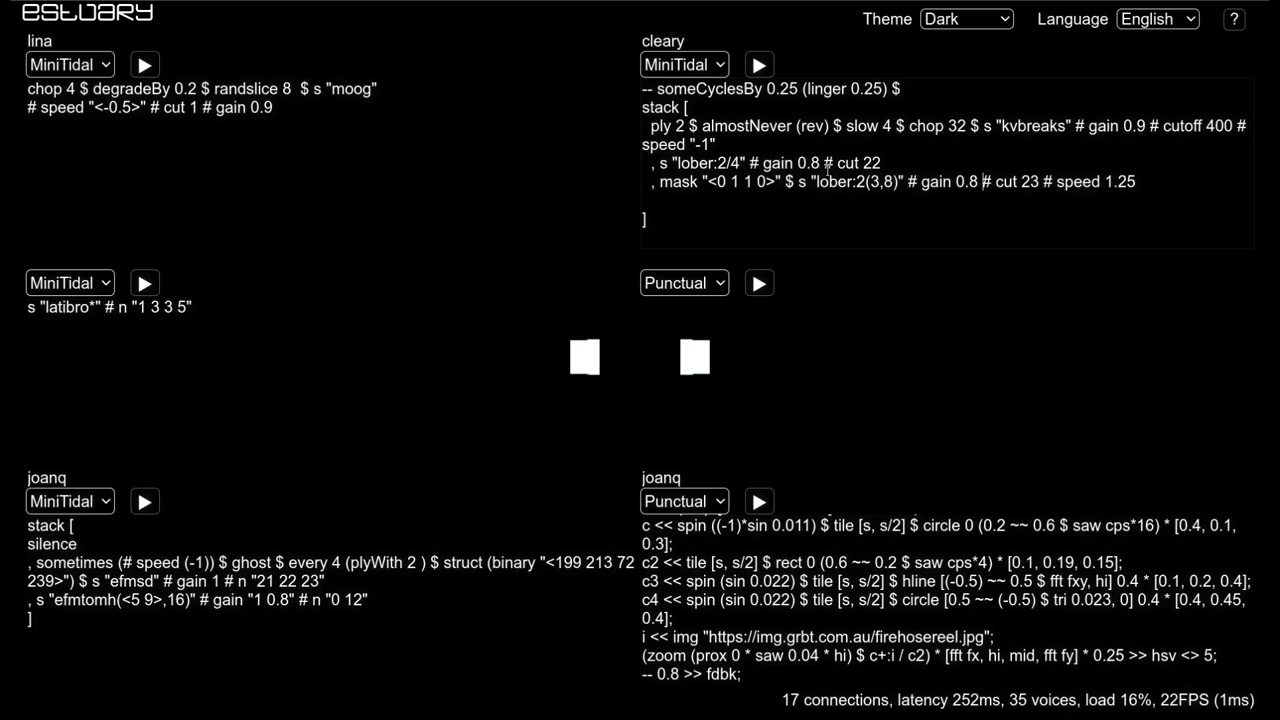 estuary
Theme Dark Language English ?
lina
MiniTidal
chop 4 $ degradeBy 0.2 $ randslice 8  $ s "moog"
# speed "<-0.5>" # cut 1 # gain 0.9
cleary
MiniTidal
-- someCyclesBy 0.25 (linger 0.25) $
stack [
ply 2 $ almostNever (rev) $ slow 4 $ chop 32 $ s "kvbreaks" # gain 0.9 # cutoff 400 #
speed "-1"
, s "lober:2/4" # gain 0.8 # cut 22
, mask "<0 1 1 0>" $ s "lober:2(3,8)" # gain 0.8 # cut 23 # speed 1.25
]
MiniTidal
s "latibro*" # n "1 3 3 5"
Punctual
joanq
MiniTidal
stack [
silence
, sometimes (# speed (-1)) $ ghost $ every 4 (plyWith 2 ) $ struct (binary "<199 213 72
239>") $ s "efmsd" # gain 1 # n "21 22 23"
, s "efmtomh(<5 9>,16)" # gain "1 0.8" # n "0 12"
]
joanq
Punctual
c << spin ((-1)*sin 0.011) $ tile [s, s/2] $ circle 0 (0.2 ~~ 0.6 $ saw cps*16) * [0.4, 0.1,
0.3];
c2 << tile [s, s/2] $ rect 0 (0.6 ~~ 0.2 $ saw cps*4) * [0.1, 0.19, 0.15];
c3 << spin (sin 0.022) $ tile [s, s/2] $ hline [(-0.5) ~~ 0.5 $ fft fxy, hi] 0.4 * [0.1, 0.2, 0.4];
c4 << spin (sin 0.022) $ tile [s, s/2] $ circle [0.5 ~~ (-0.5) $ tri 0.023, 0] 0.4 * [0.4, 0.45,
0.4];
i << img "https://img.grbt.com.au/firehosereel.jpg";
(zoom (prox 0 * saw 0.04 * hi) $ c+:i / c2) * [fft fx, hi, mid, fft fy] * 0.25 >> hsv <> 5;
-- 0.8 >> fdbk;
17 connections, latency 252ms, 35 voices, load 16%, 22FPS (1ms)